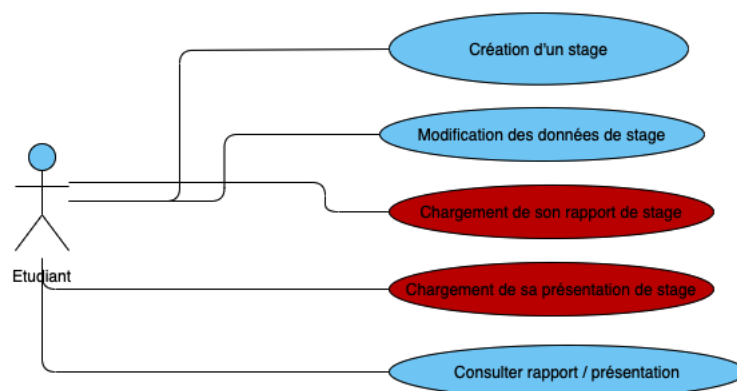 Création d'un stage
Modification des données de stage
Chargement de son rapport de stage
Etudiant
Chargement de sa présentation de stage
Consulter rapport / présentation